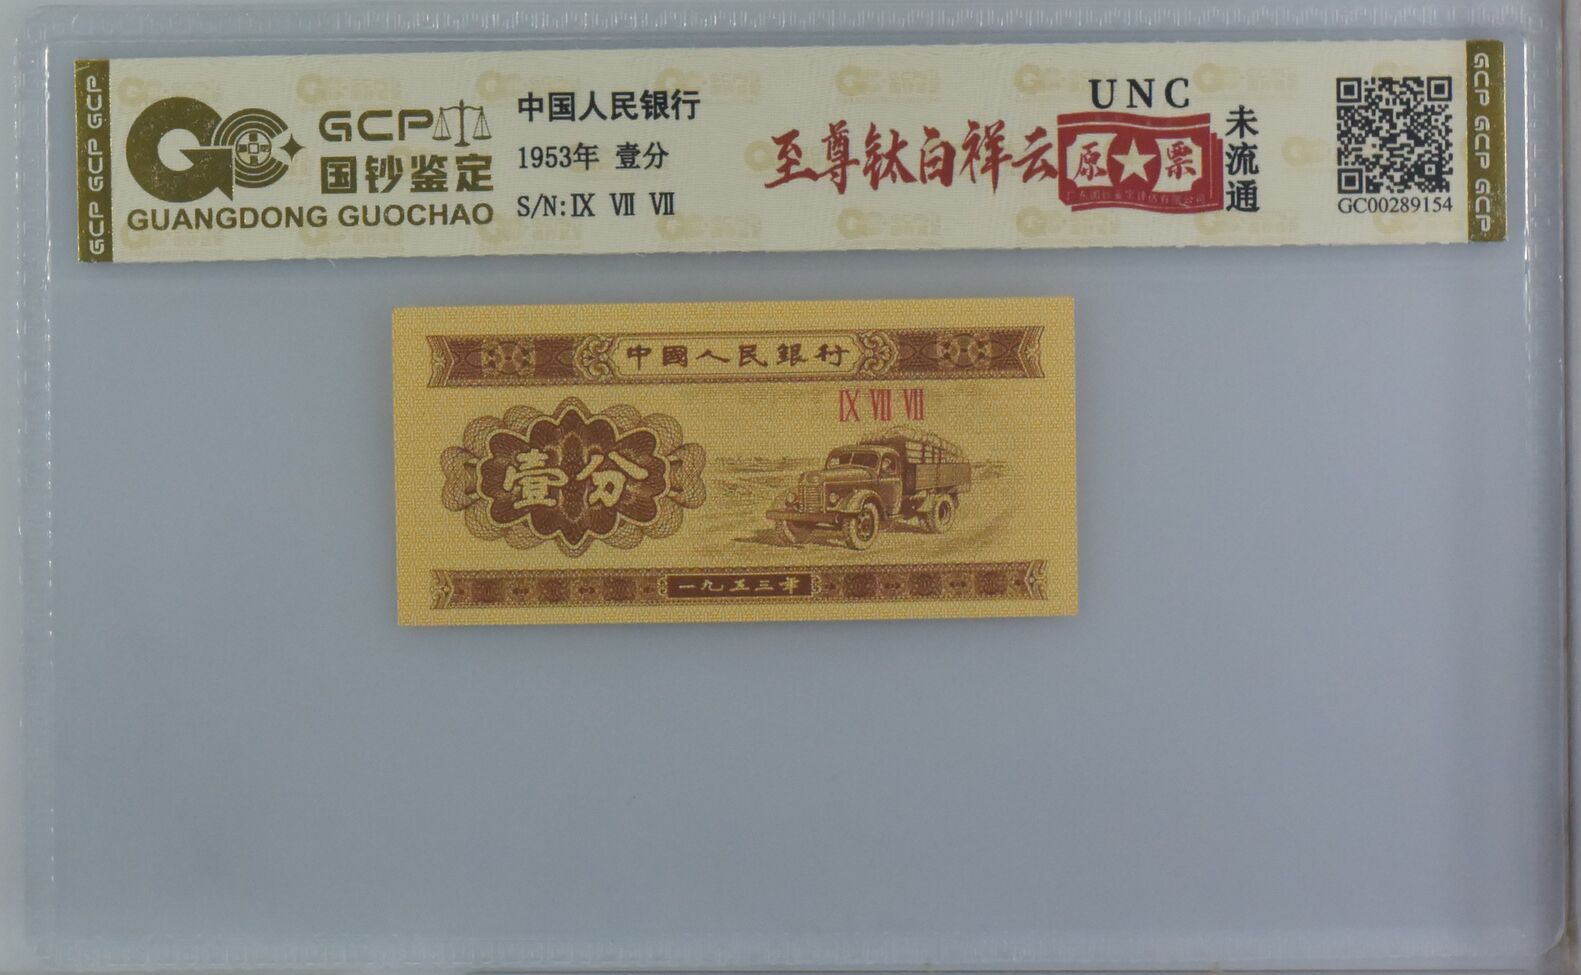 GCP GCP GCP
GCP
国钞鉴定
GUANGDONG GUOCHAO
中国人民银行
1953年 壹分
S/N:Ⅸ Ⅶ Ⅶ
至尊钛白祥云
原★票
UNC
未流通
GC00289154
GCP GCP GCP
中國人民銀行
Ⅸ Ⅶ Ⅶ
壹分
一九五三年